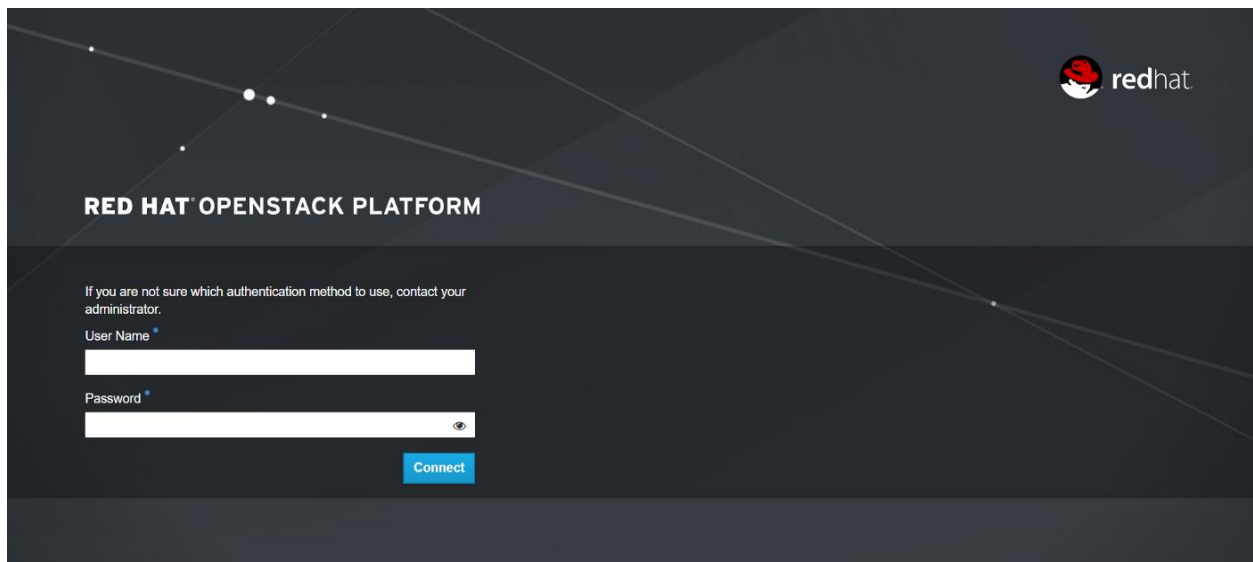 redhat.
RED HAT® OPENSTACK PLATFORM
If you are not sure which authentication method to use, contact your
administrator.
User Name *
Password *
Connect